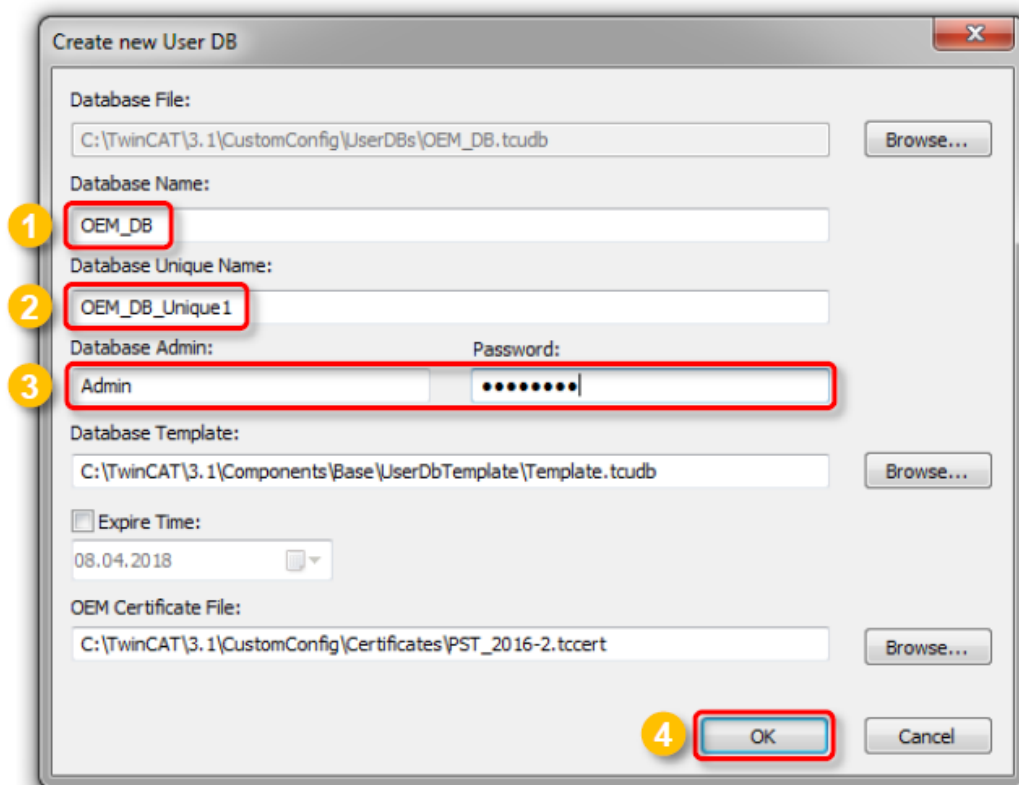 Create new User DB
Database File:
C:\TwinCAT\3.1\CustomConfig\UserDBs\OEM_DB.tcudb
Browse...
Database Name:
1
OEM_DB
Database Unique Name:
2
OEM_DB_Unique1
Database Admin: Password:
3
Admin ••••••••
Database Template:
C:\TwinCAT\3.1\Components\Base\UserDbTemplate\Template.tcudb
Browse...
Expire Time:
08.04.2018
OEM Certificate File:
C:\TwinCAT\3.1\CustomConfig\Certificates\PST_2016-2.tccert
Browse...
4
OK
Cancel